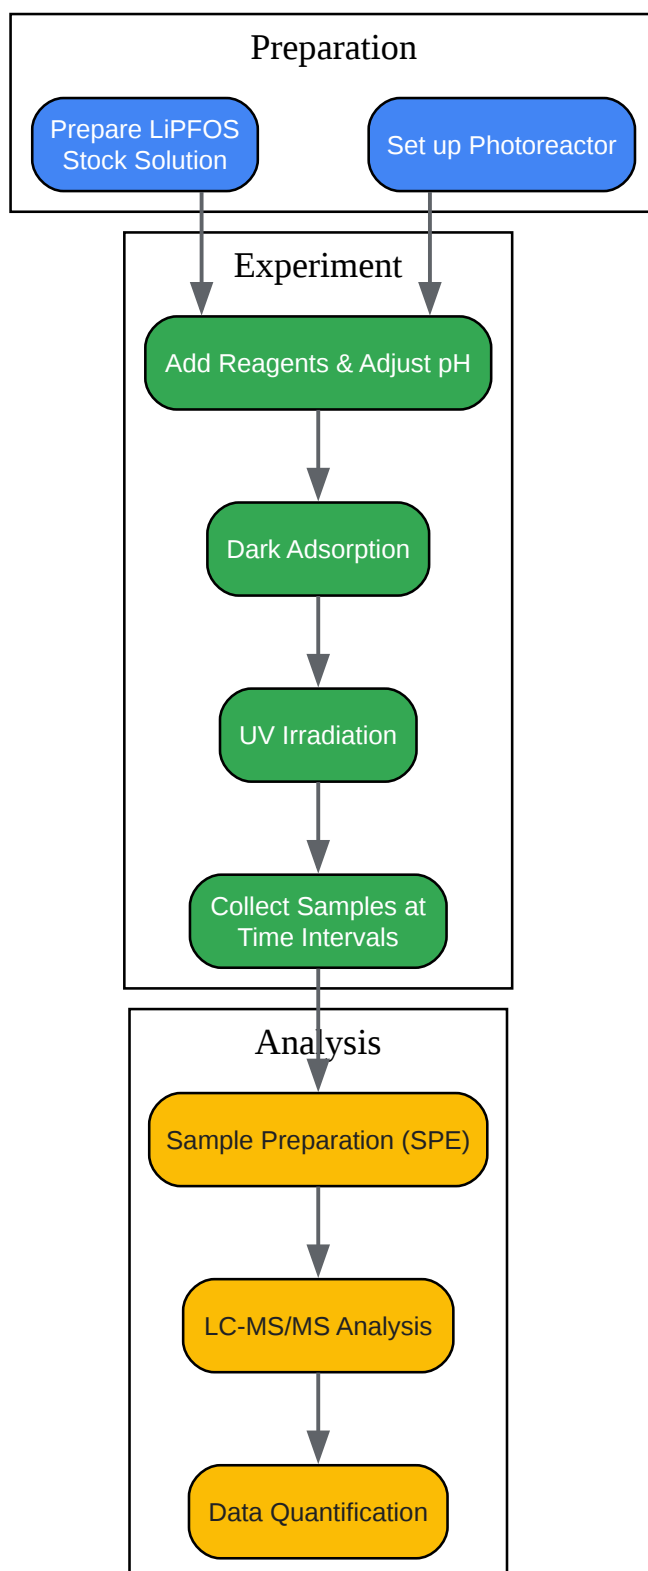 Preparation
Prepare LiPFOS
Stock Solution
Set up Photoreactor
Experiment
Add Reagents & Adjust pH
Dark Adsorption
UV Irradiation
Collect Samples at
Time Intervals
Analysis
Sample Preparation (SPE)
LC-MS/MS Analysis
Data Quantification